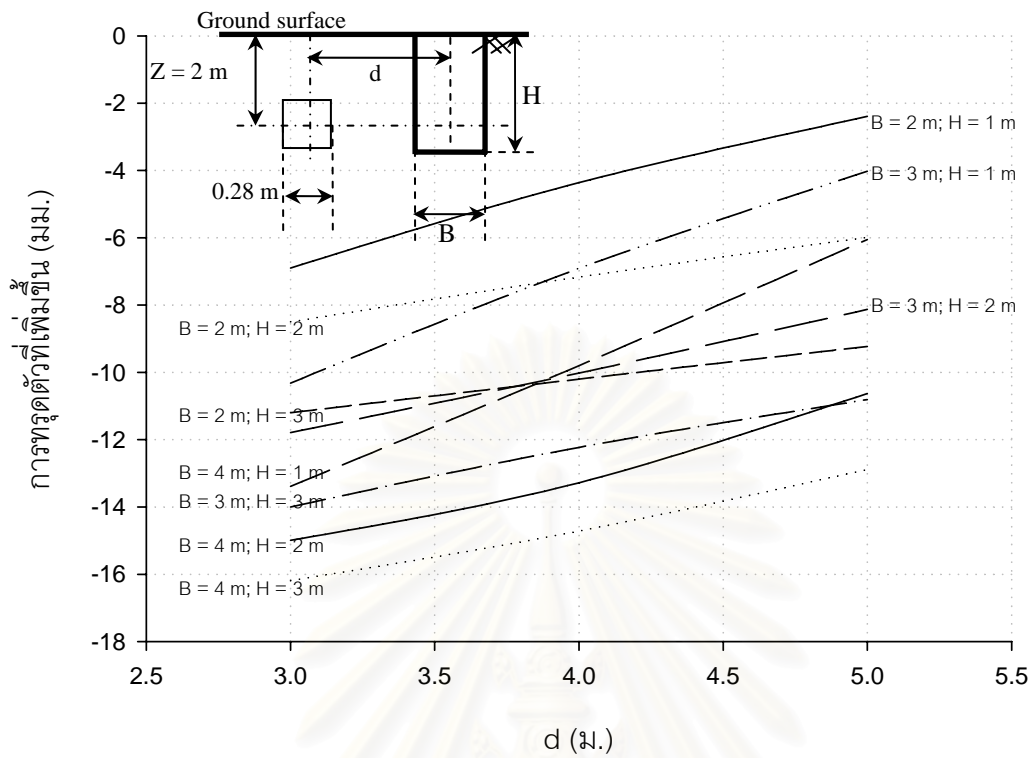 Ground surface
Z = 2 m
d
H
0.28 m
B
0
-2
-4
-6
-8
-10
-12
-14
-16
-18
B = 2 m; H = 1 m
B = 3 m; H = 1 m
B = 2 m; H = 2 m
B = 3 m; H = 2 m
B = 2 m; H = 3 m
B = 4 m; H = 1 m
B = 3 m; H = 3 m
B = 4 m; H = 2 m
B = 4 m; H = 3 m
2.5 3.0 3.5 4.0 4.5 5.0 5.5
d (ม.)
การทรุดตัวที่เพิ่มขึ้น (มม.)